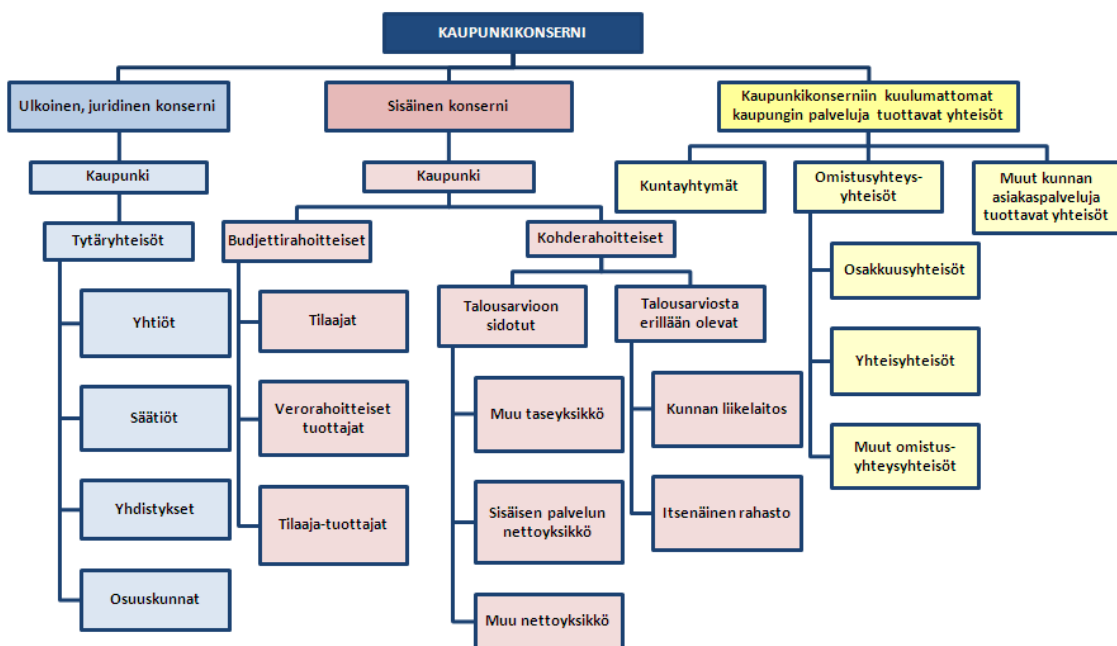 KAUPUNKIKONSERNI
Ulkoinen, juridinen konserni
Sisäinen konserni
Kaupunkikonserniin kuulumattomat
kaupungin palveluja tuottavat yhteisöt
Kaupunki
Kaupunki
Kuntayhtymät
Omistusyhteys-
yhteisöt
Muut kunnan
asiakaspalveluja
tuottavat yhteisöt
Tytäryhteisöt
Budjettirahoitteiset
Kohderahoitteiset
Yhtiöt
Säätiöt
Yhdistykset
Osuuskunnat
Tilaajat
Verorahoitteiset
tuottajat
Tilaaja-tuottajat
Talousarvioon
sidotut
Talousarviosta
erillään olevat
Muu taseyksikkö
Sisäisen palvelun
nettoyksikkö
Muu nettoyksikkö
Kunnan liikelaitos
Itsenäinen rahasto
Osakkuusyhteisöt
Yhteisyhteisöt
Muut omistus-
yhteysyhteisöt